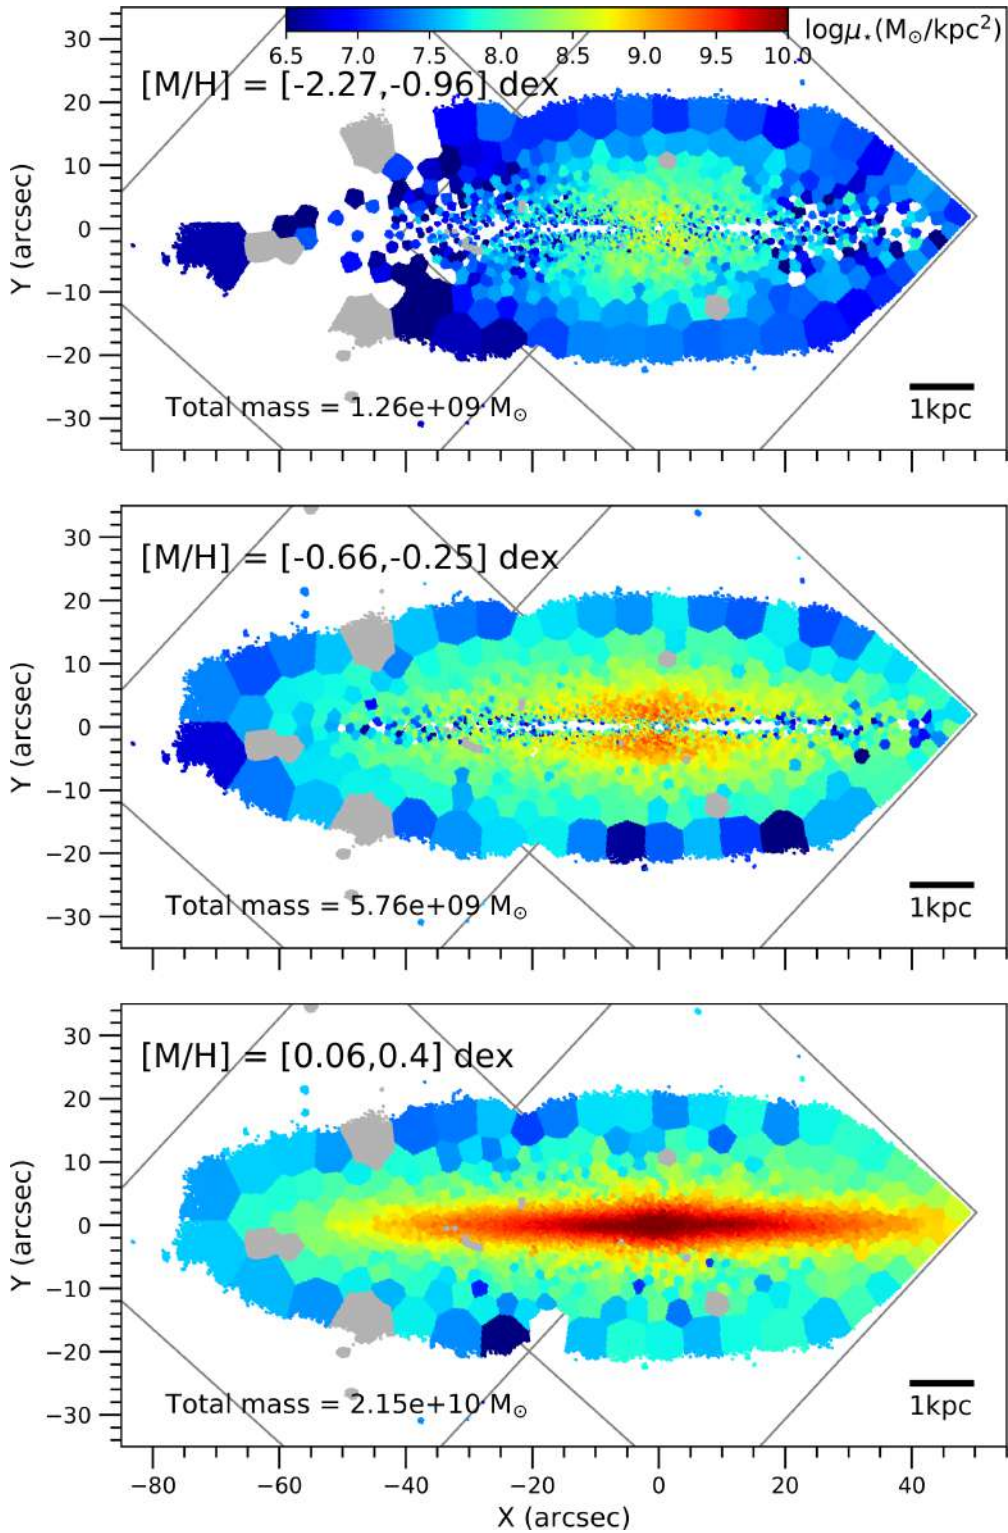 logμ*(M⊙/kpc²)
6.5 7.0 7.5 8.0 8.5 9.0 9.5 10.0
[M/H] = [-2.27,-0.96] dex
30
20
10
0
−10
−20
−30
Y (arcsec)
Total mass = 1.26e+09 M⊙
1kpc
[M/H] = [-0.66,-0.25] dex
30
20
10
0
−10
−20
−30
Y (arcsec)
Total mass = 5.76e+09 M⊙
1kpc
[M/H] = [0.06,0.4] dex
30
20
10
0
−10
−20
−30
Y (arcsec)
Total mass = 2.15e+10 M⊙
1kpc
−80 −60 −40 −20 0 20 40
X (arcsec)